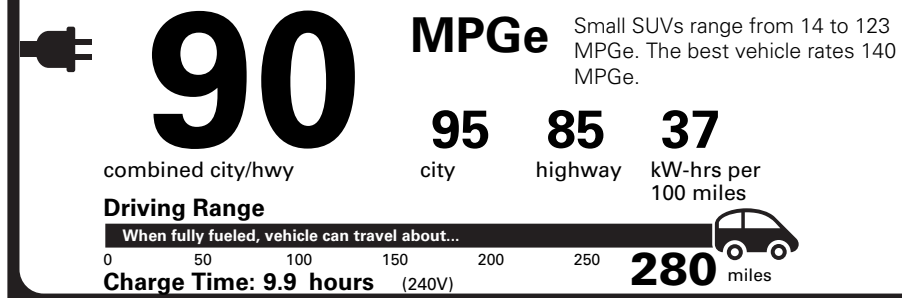 90
MPGe
Small SUVs range from 14 to 123
MPGe. The best vehicle rates 140
MPGe.
95 85 37
combined city/hwy city highway kW-hrs per
100 miles
Driving Range
When fully fueled, vehicle can travel about...
0 50 100 150 200 250 280 miles
Charge Time: 9.9 hours (240V)